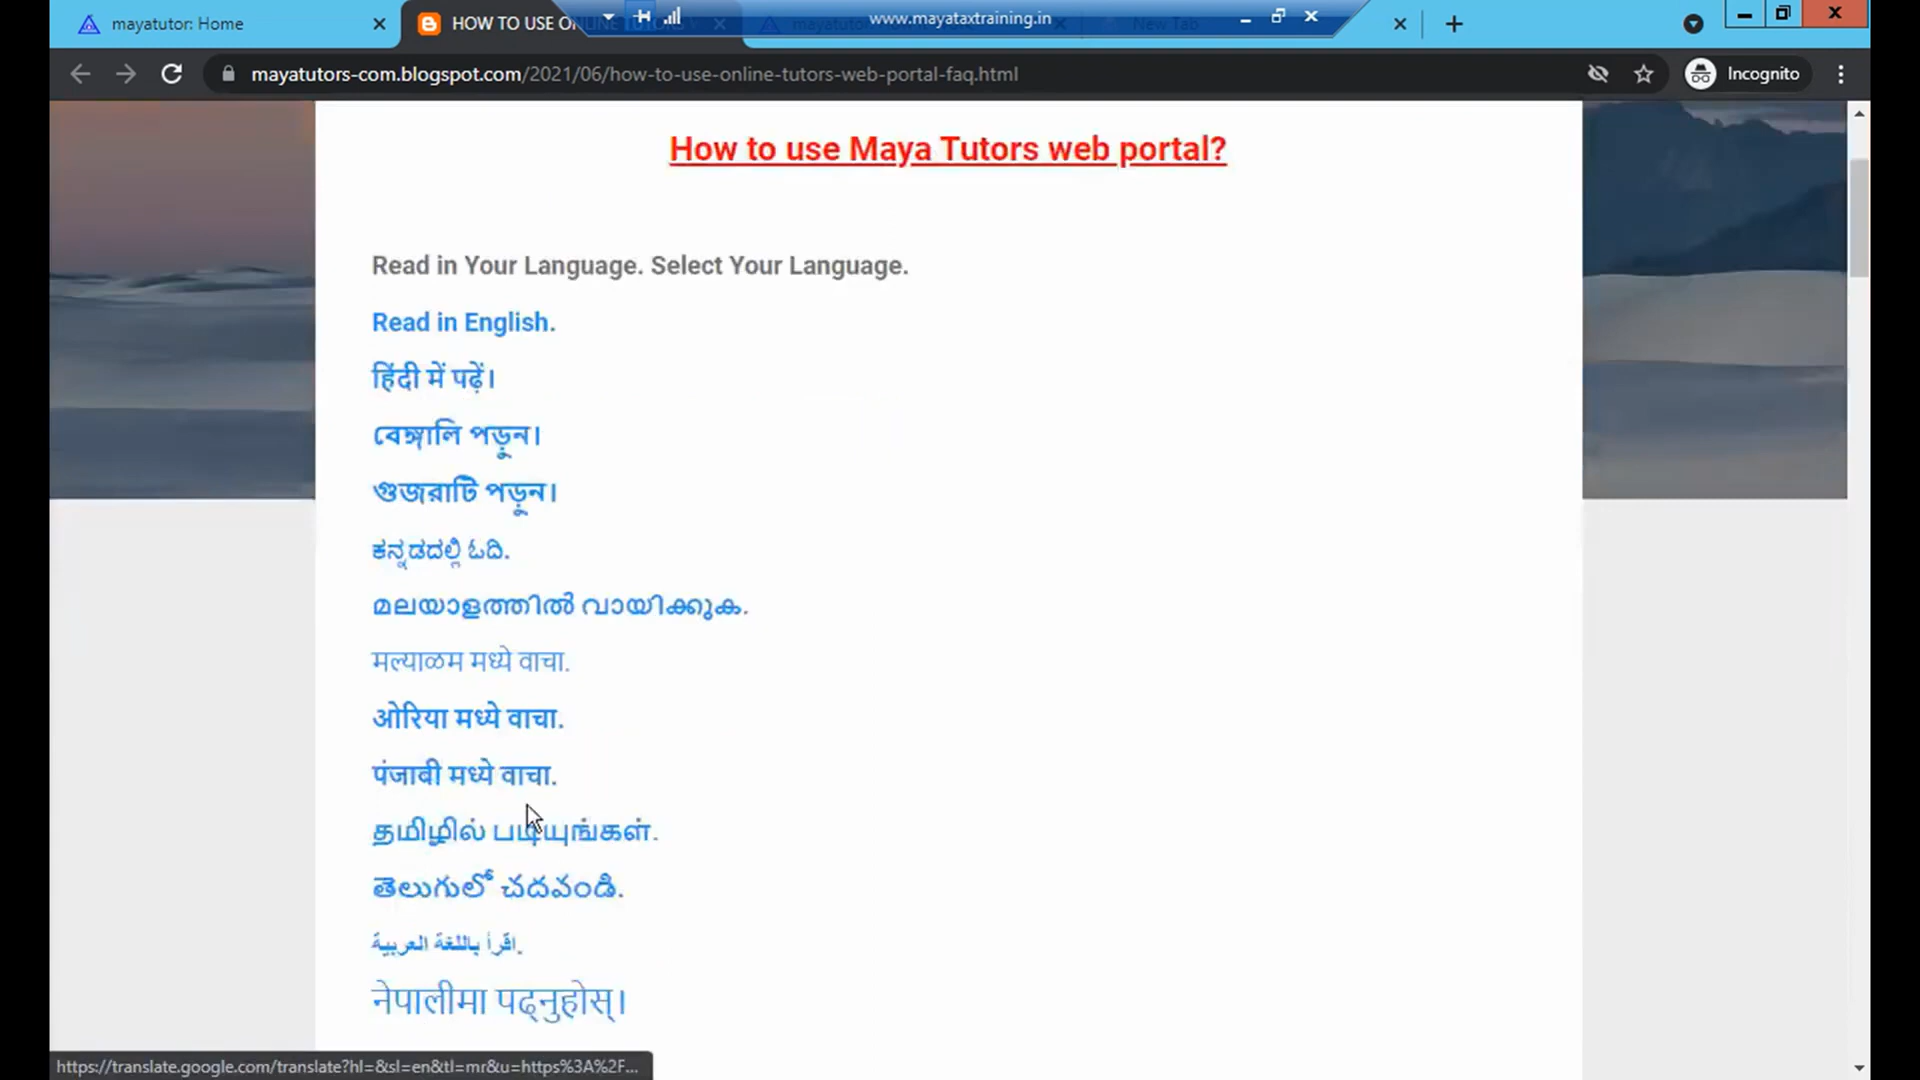 mayatutor: Home
HOW TO USE ON
www.mayataxtraining.in
New Tab
mayatutors-com.blogspot.com/2021/06/how-to-use-online-tutors-web-portal-faq.html
Incognito
How to use Maya Tutors web portal?
Read in Your Language. Select Your Language.
Read in English.
हिंदी में पढ़ें।
বেঙ্গালি পড়ুন।
গুজরাটি পড়ুন।
ಕನ್ನಡದಲ್ಲಿ ಓದಿ.
മലയാളത്തിൽ വായിക്കുക.
मल्याळम मध्ये वाचा.
ओरिया मध्ये वाचा.
पंजाबी मध्ये वाचा.
தமிழில் படியுங்கள்.
తెలుగులో చదవండి.
اقرأ باللغة العربية.
नेपालीमा पढ्नुहोस्।
https://translate.google.com/translate?hl=&sl=en&tl=mr&u=https%3A%2F...